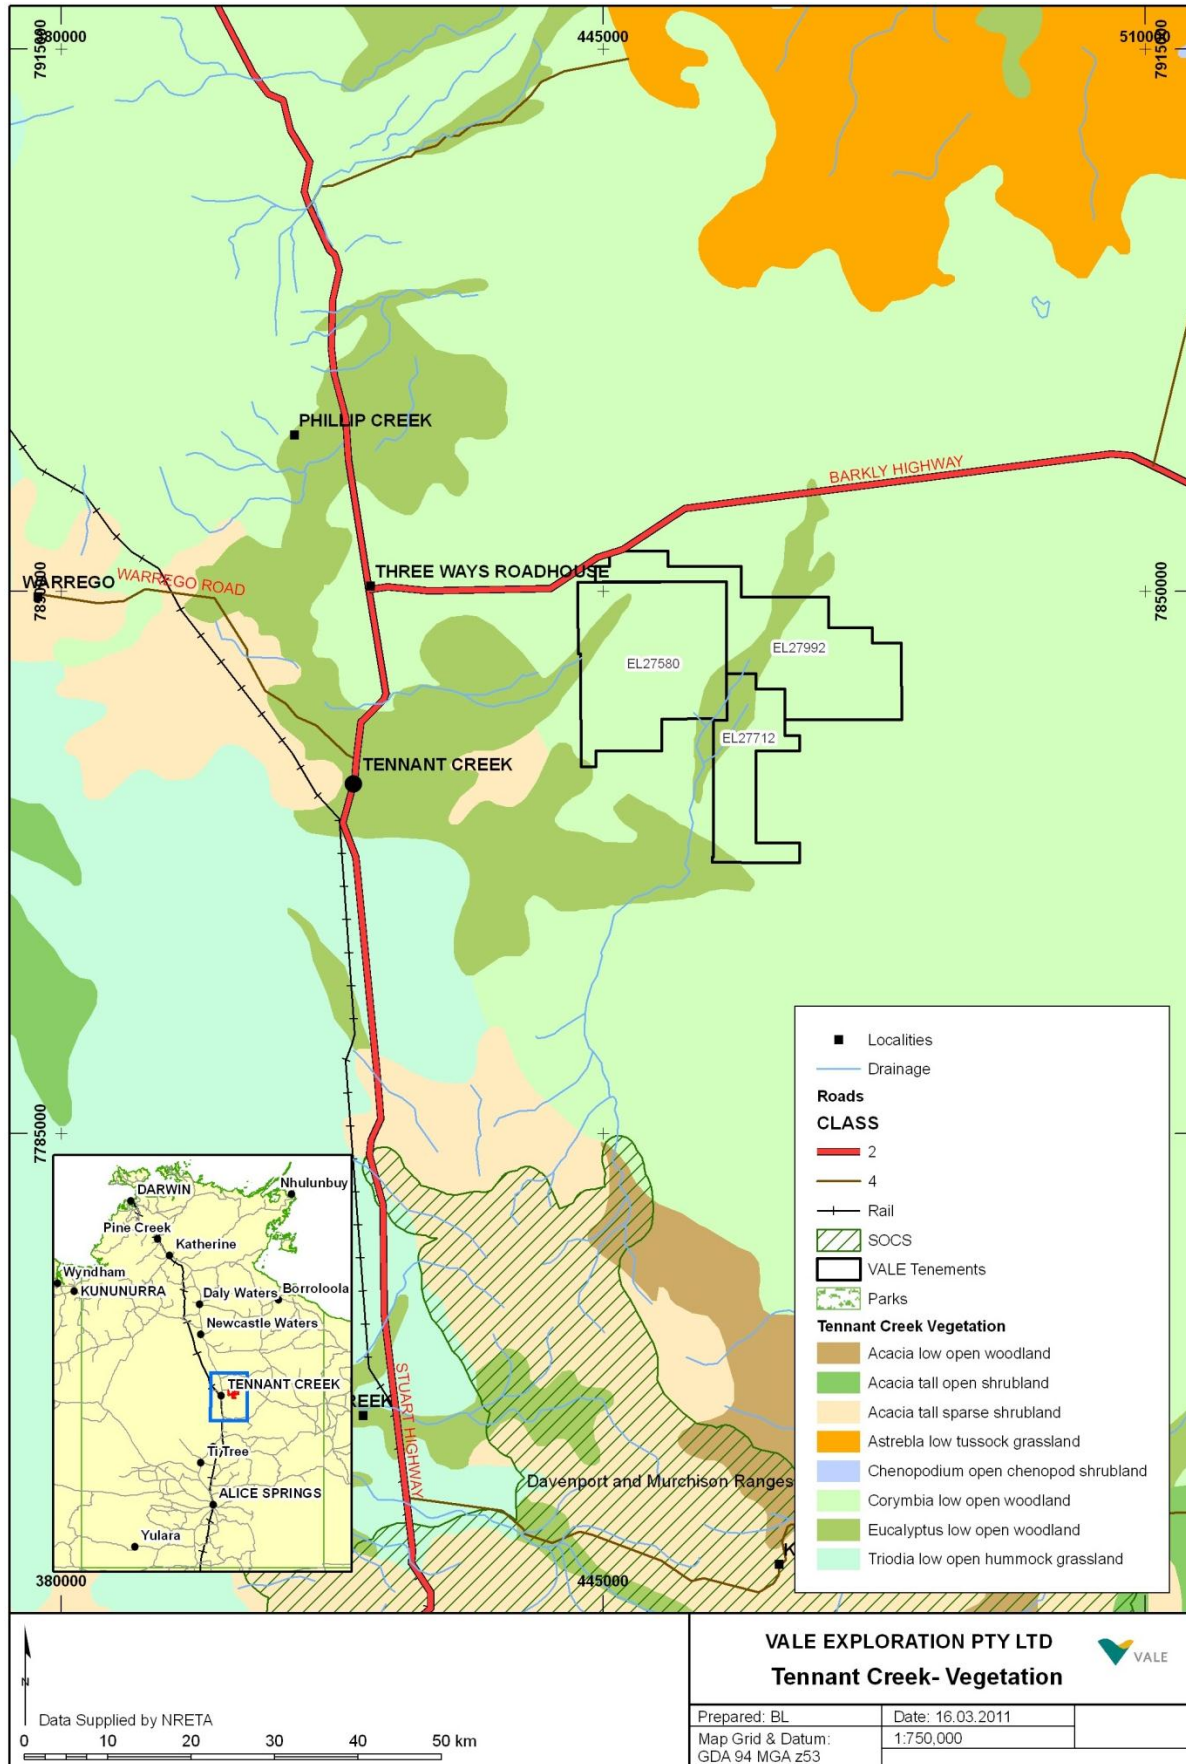 380000
445000
510000
7915000
7915000
PHILLIP CREEK
BARKLY HIGHWAY
THREE WAYS ROADHOUSE
WARREGO
WARREGO ROAD
7850000
7850000
EL27992
EL27580
EL27712
TENNANT CREEK
7785000
Localities
Drainage
Roads
CLASS
2
4
Rail
SOCS
VALE Tenements
Parks
Tennant Creek Vegetation
Acacia low open woodland
Acacia tall open shrubland
Acacia tall sparse shrubland
Astrebla low tussock grassland
Chenopodium open chenopod shrubland
Corymbia low open woodland
Eucalyptus low open woodland
Triodia low open hummock grassland
DARWIN
Nhulunbuy
Pine Creek
Katherine
Wyndham
KUNUNURRA
Daly Waters
Borroloola
Newcastle Waters
TENNANT CREEK
Ti Tree
ALICE SPRINGS
Yulara
REEK
STUART HIGHWAY
Davenport and Murchison Ranges
K
380000
445000
N
Data Supplied by NRETA
0 10 20 30 40 50 km
VALE EXPLORATION PTY LTD
VALE
Tennant Creek- Vegetation
Prepared: BL
Date: 16.03.2011
Map Grid & Datum:
GDA 94 MGA z53
1:750,000